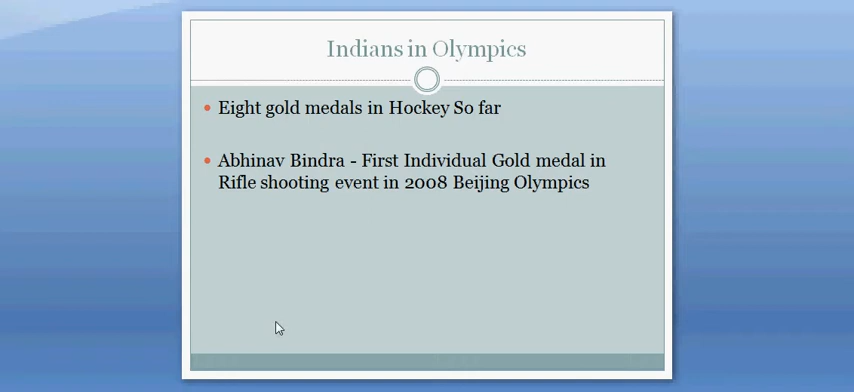 Indians in Olympics
Eight gold medals in Hockey So far
Abhinav Bindra - First Individual Gold medal in
Rifle shooting event in 2008 Beijing Olympics